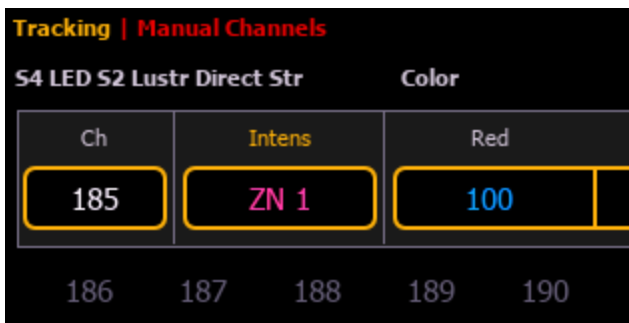 Tracking | Manual Channels
S4 LED S2 Lustr Direct Str Color
Ch Intens Red
185 ZN 1 100
186 187 188 189 190